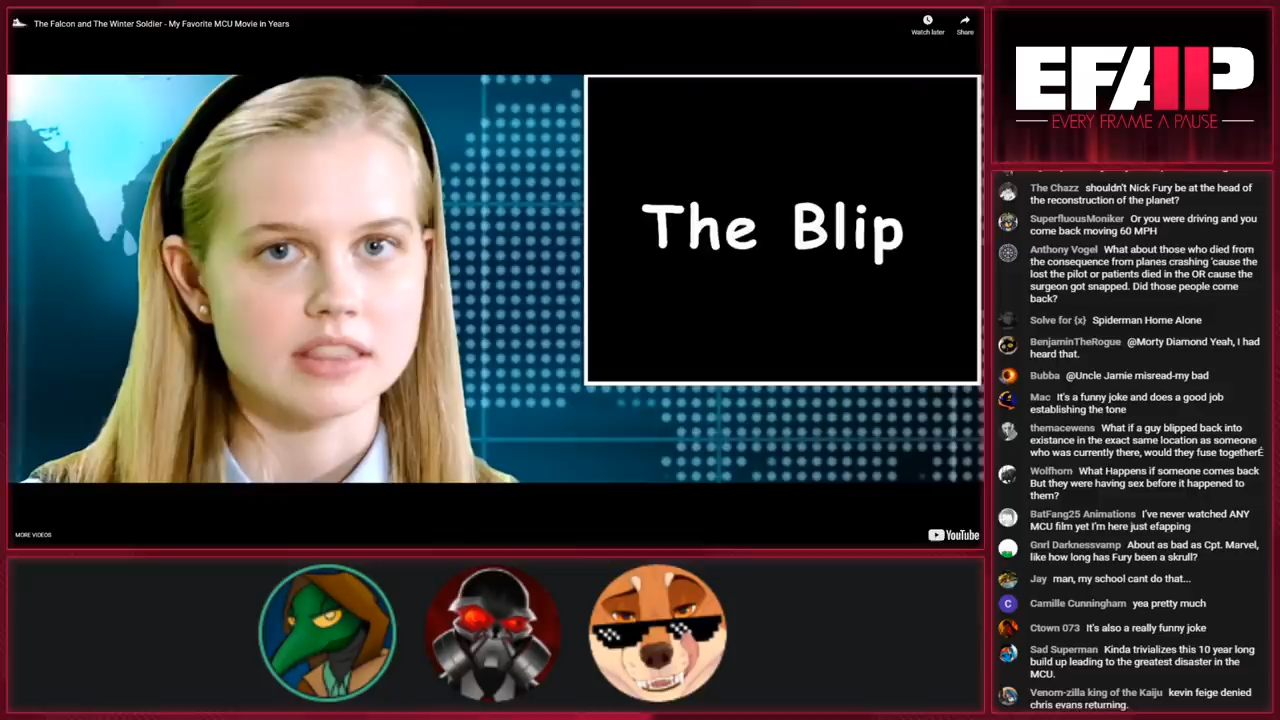 The Falcon and The Winter Soldier - My Favorite MCU Movie in Years
Watch later
Share
The Blip
MORE VIDEOS
YouTube
EFAP
EVERY FRAME A PAUSE
The Chazz shouldn't Nick Fury be at the head of
the reconstruction of the planet?
SuperfluousMoniker Or you were driving and you
come back moving 60 MPH
Anthony Vogel What about those who died from
the consequence from planes crashing 'cause the
lost the pilot or patients died in the OR cause the
surgeon got snapped. Did those people come
back?
Solve for {x} Spiderman Home Alone
BenjaminTheRogue @Morty Diamond Yeah, I had
heard that.
Bubba @Uncle Jamie misread-my bad
Mac It's a funny joke and does a good job
establishing the tone
themacewens What if a guy blipped back into
existance in the exact same location as someone
who was currently there, would they fuse togetherÉ
Wolfhorn What Happens if someone comes back
But they were having sex before it happened to
them?
BatFang25 Animations I've never watched ANY
MCU film yet I'm here just efapping
Gnrl Darknessvamp About as bad as Cpt. Marvel,
like how long has Fury been a skrull?
Jay man, my school cant do that...
C
Camille Cunningham yea pretty much
Ctown 073 It's also a really funny joke
Sad Superman Kinda trivializes this 10 year long
build up leading to the greatest disaster in the
MCU.
Venom-zilla king of the Kaiju kevin feige denied
chris evans returning.